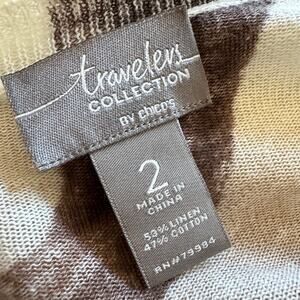 travelers
COLLECTION
BY chico's
2
MADE IN
CHINA
53% LINEN
47% COTTON
RN#79984